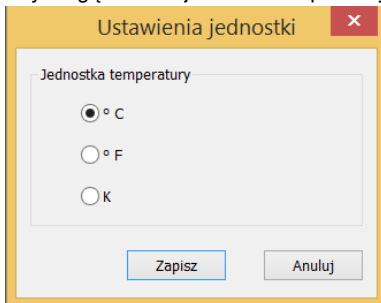 Ustawienia jednostki
Jednostka temperatury
° C
° F
K
Zapisz
Anuluj